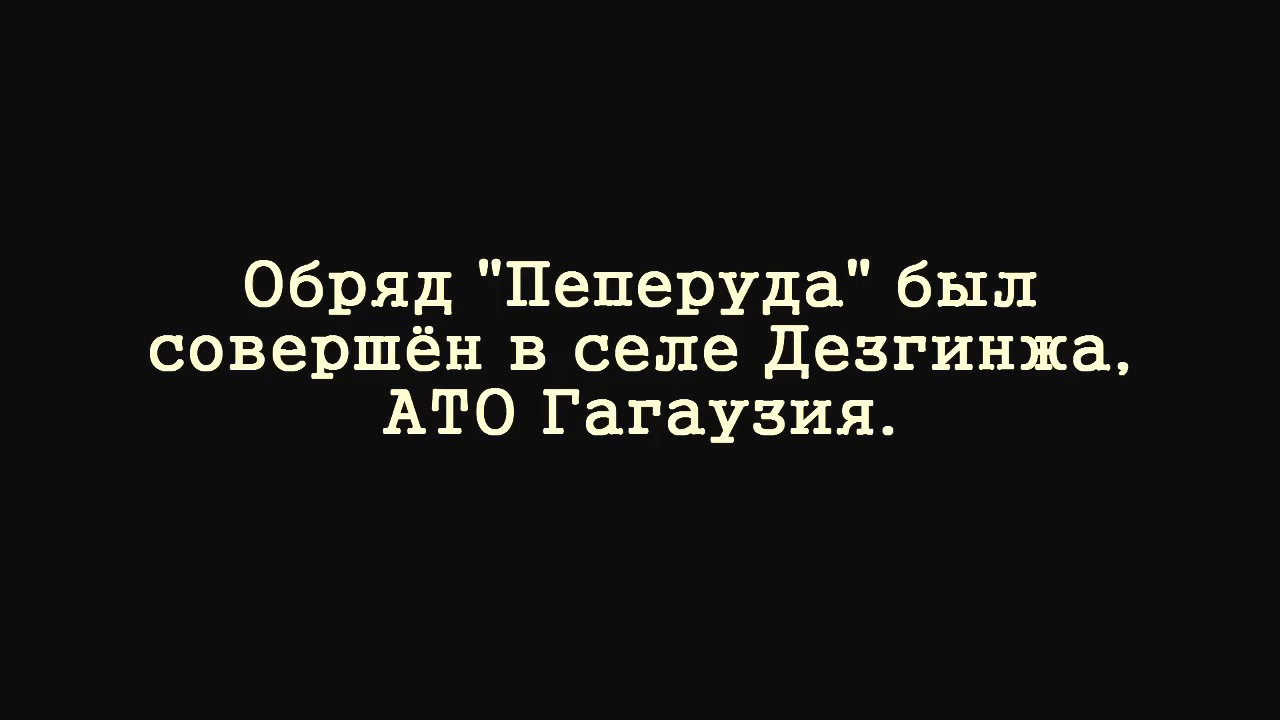 Обряд "Пеперуда" был
совершён в селе Дезгинжа,
АТО Гагаузия.